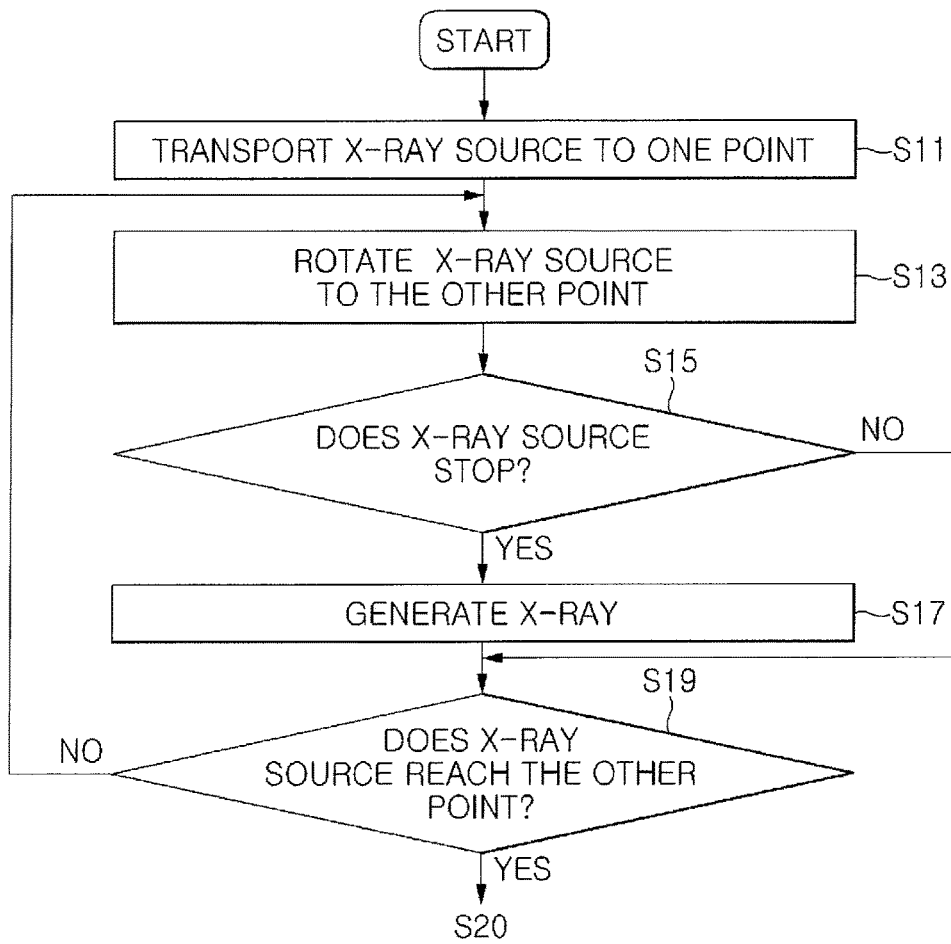 START
TRANSPORT X-RAY SOURCE TO ONE POINT
S11
ROTATE X-RAY SOURCE
TO THE OTHER POINT
S13
S15
DOES X-RAY SOURCE
STOP?
NO
YES
GENERATE X-RAY
S17
S19
DOES X-RAY
SOURCE REACH THE OTHER
POINT?
NO
YES
S20